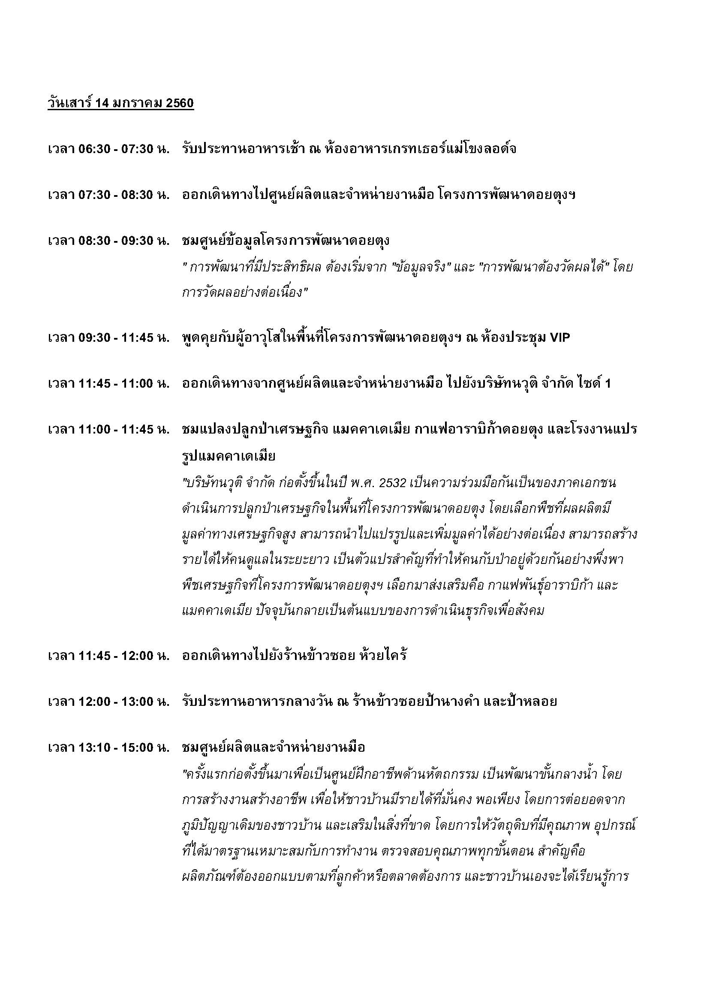 วันเสาร์ 14 มกราคม 2560
เวลา 06:30 - 07:30 น. รับประทานอาหารเช้า ณ ห้องอาหารเกรทเธอร์แม่โขงลอด์จ
เวลา 07:30 - 08:30 น. ออกเดินทางไปศูนย์ผลิตและจำหน่ายงานมือ โครงการพัฒนาดอยตุงฯ
เวลา 08:30 - 09:30 น. ชมศูนย์ข้อมูลโครงการพัฒนาดอยตุง
" การพัฒนาที่มีประสิทธิผล ต้องเริ่มจาก "ข้อมูลจริง" และ "การพัฒนาต้องวัดผลได้" โดย
การวัดผลอย่างต่อเนื่อง"
เวลา 09:30 - 11:45 น. พูดคุยกับผู้อาวุโสในพื้นที่โครงการพัฒนาดอยตุงฯ ณ ห้องประชุม VIP
เวลา 11:45 - 11:00 น. ออกเดินทางจากศูนย์ผลิตและจำหน่ายงานมือ ไปยังบริษัทนวุติ จำกัด ไซด์ 1
เวลา 11:00 - 11:45 น. ชมแปลงปลูกป่าเศรษฐกิจ แมคคาเดเมีย กาแฟอาราบิก้าดอยตุง และโรงงานแปร
รูปแมคคาเดเมีย
"บริษัทนวุติ จำกัด ก่อตั้งขึ้นในปี พ.ศ. 2532 เป็นความร่วมมือกันเป็นของภาคเอกชน
ดำเนินการปลูกป่าเศรษฐกิจในพื้นที่โครงการพัฒนาดอยตุง โดยเลือกพืชที่ผลผลิตมี
มูลค่าทางเศรษฐกิจสูง สามารถนำไปแปรรูปและเพิ่มมูลค่าได้อย่างต่อเนื่อง สามารถสร้าง
รายได้ให้คนดูแลในระยะยาว เป็นตัวแปรสำคัญที่ทำให้คนกับป่าอยู่ด้วยกันอย่างพึ่งพา
พืชเศรษฐกิจที่โครงการพัฒนาดอยตุงฯ เลือกมาส่งเสริมคือ กาแฟพันธุ์อาราบิก้า และ
แมคคาเดเมีย ปัจจุบันกลายเป็นต้นแบบของการดำเนินธุรกิจเพื่อสังคม
เวลา 11:45 - 12:00 น. ออกเดินทางไปยังร้านข้าวซอย ห้วยไคร้
เวลา 12:00 - 13:00 น. รับประทานอาหารกลางวัน ณ ร้านข้าวซอยป้านางคำ และป้าหลอย
เวลา 13:10 - 15:00 น. ชมศูนย์ผลิตและจำหน่ายงานมือ
"ครั้งแรกก่อตั้งขึ้นมาเพื่อเป็นศูนย์ฝึกอาชีพด้านหัตถกรรม เป็นพัฒนาขั้นกลางน้ำ โดย
การสร้างงานสร้างอาชีพ เพื่อให้ชาวบ้านมีรายได้ที่มั่นคง พอเพียง โดยการต่อยอดจาก
ภูมิปัญญาเดิมของชาวบ้าน และเสริมในสิ่งที่ขาด โดยการให้วัตถุดิบที่มีคุณภาพ อุปกรณ์
ที่ได้มาตรฐานเหมาะสมกับการทำงาน ตรวจสอบคุณภาพทุกขั้นตอน สำคัญคือ
ผลิตภัณฑ์ต้องออกแบบตามที่ลูกค้าหรือตลาดต้องการ และชาวบ้านเองจะได้เรียนรู้การ